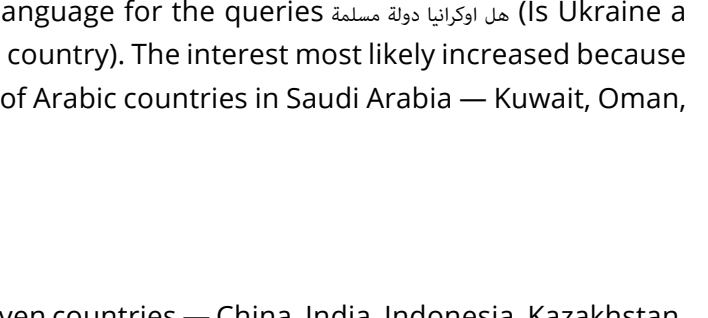 anguage for the queries هل اوكرانيا دولة مسلمة (Is Ukraine a
country). The interest most likely increased because
of Arabic countries in Saudi Arabia — Kuwait, Oman,
ven countries — China, India, Indonesia, Kazakhstan,